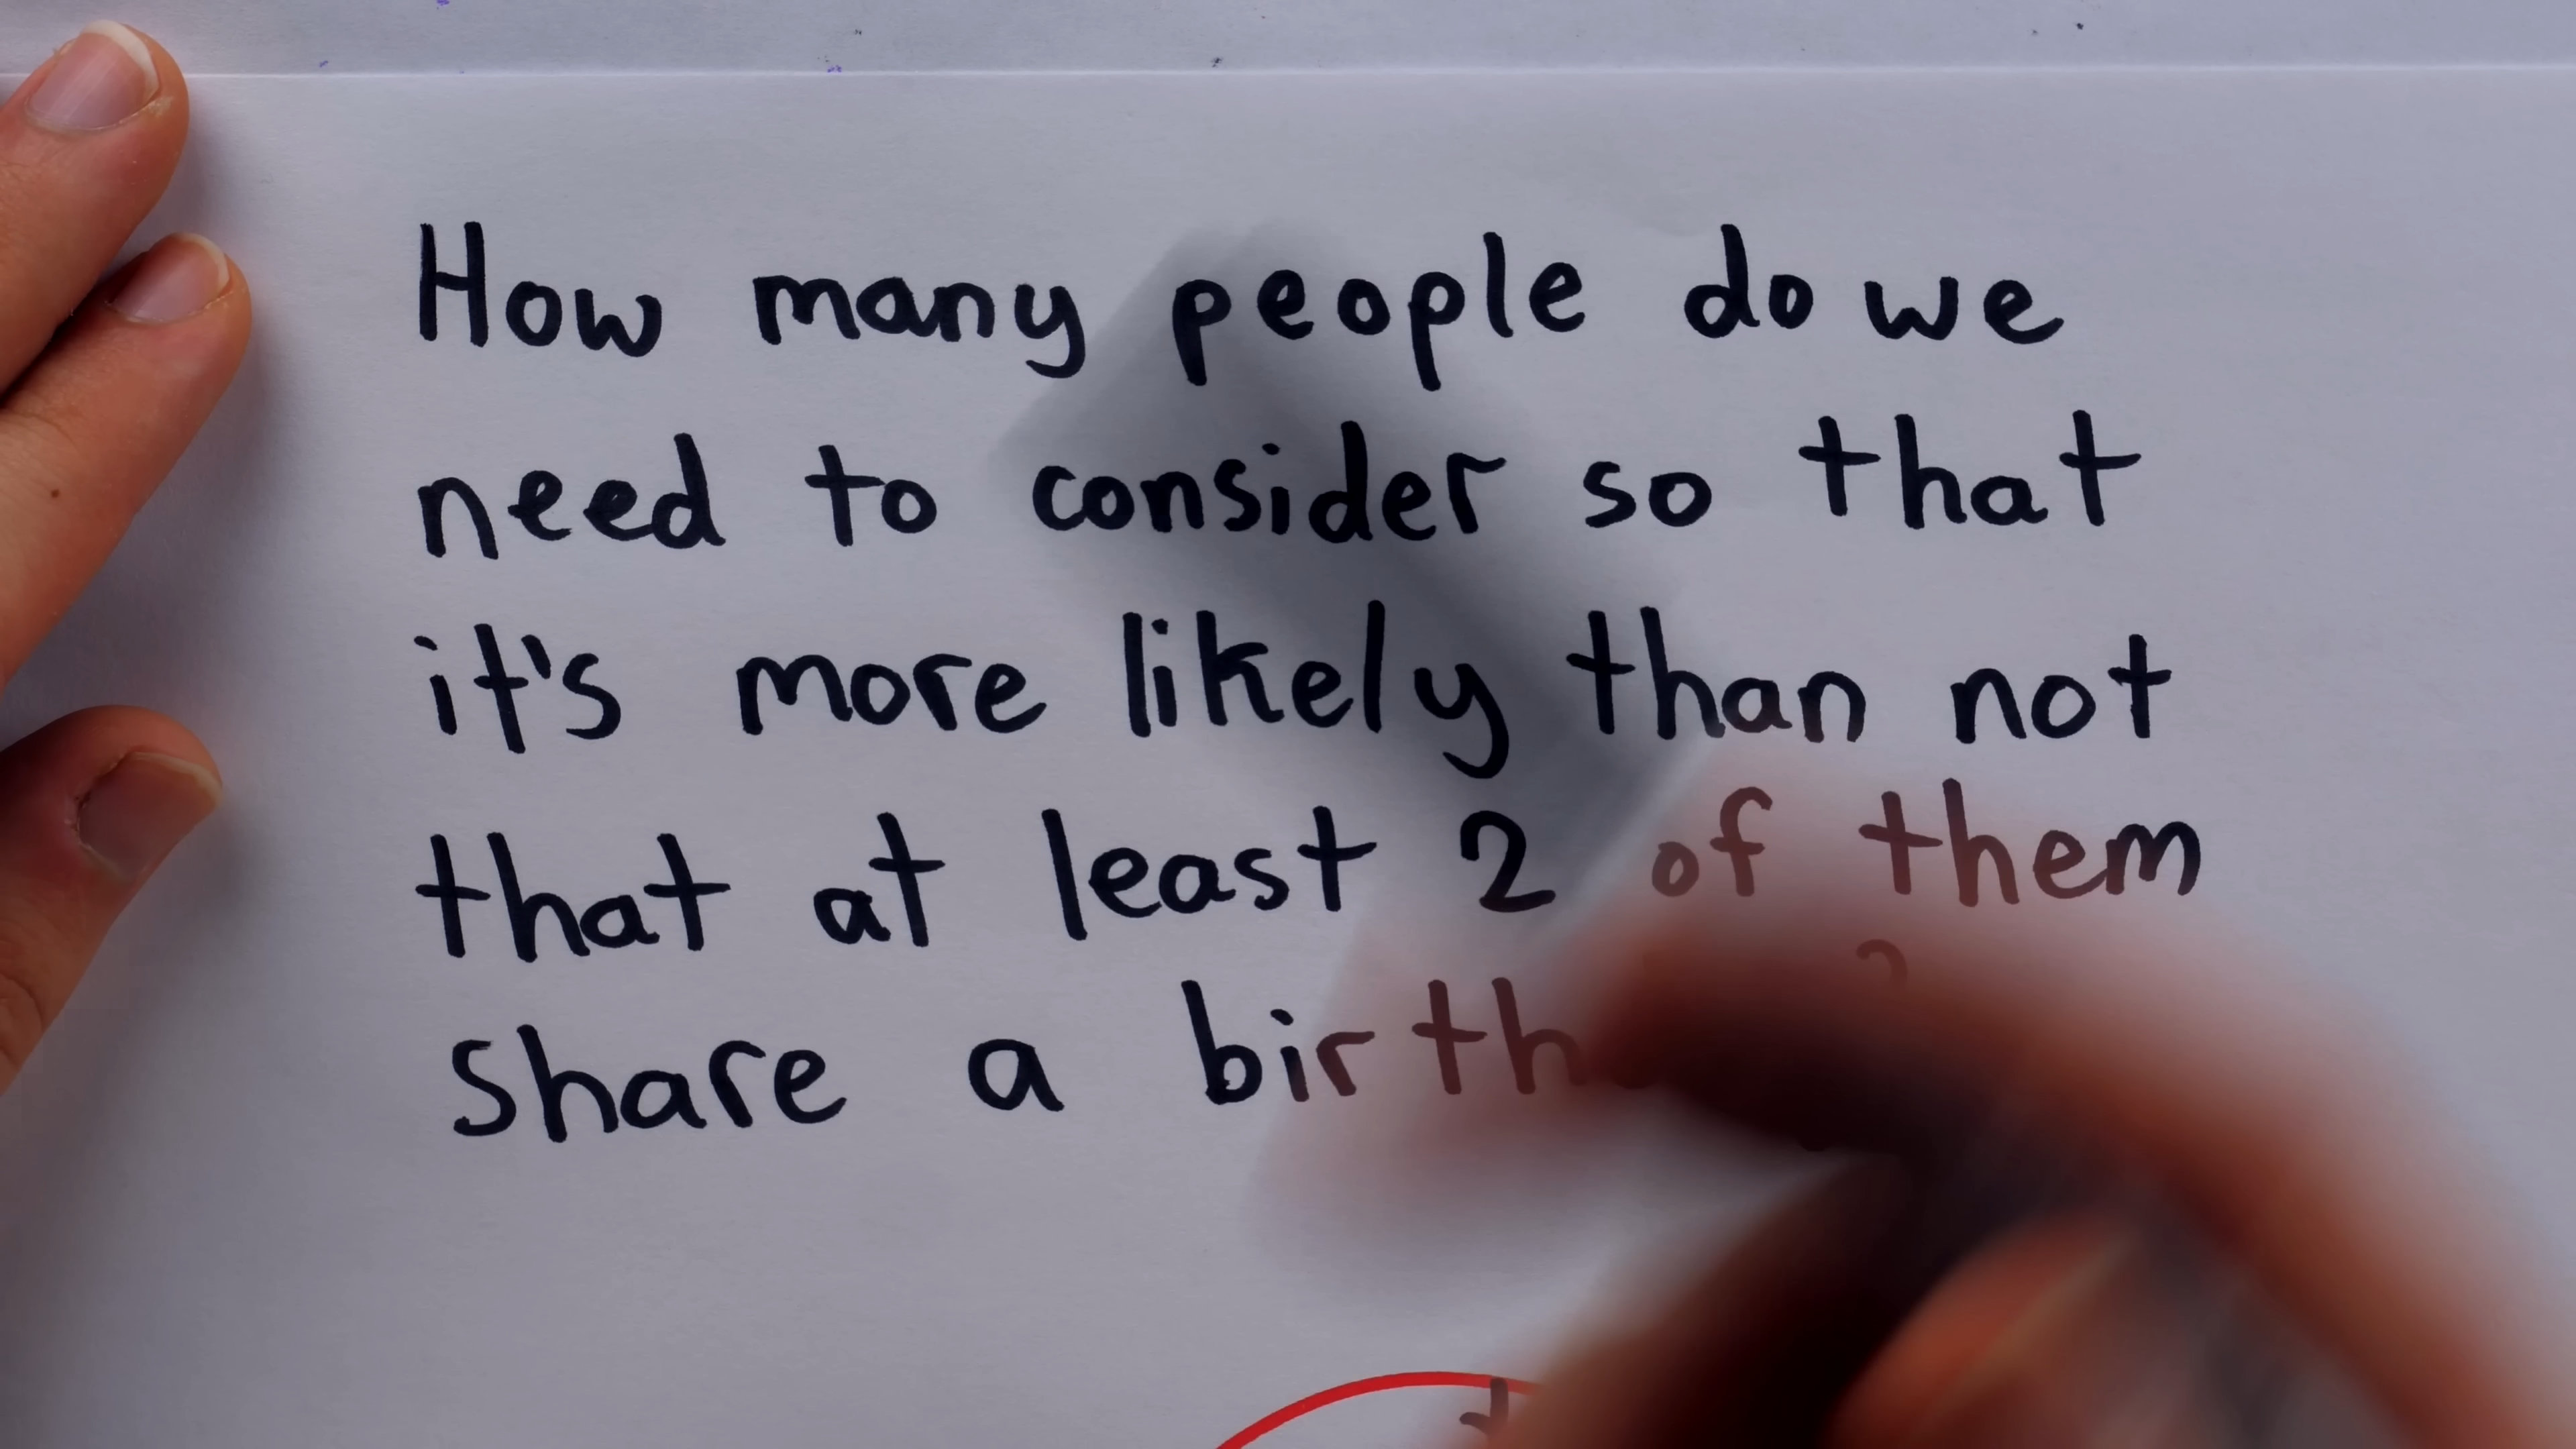 How many people do we
need to consider so that
it's more likely than not
that at least 2 of them
share a birth